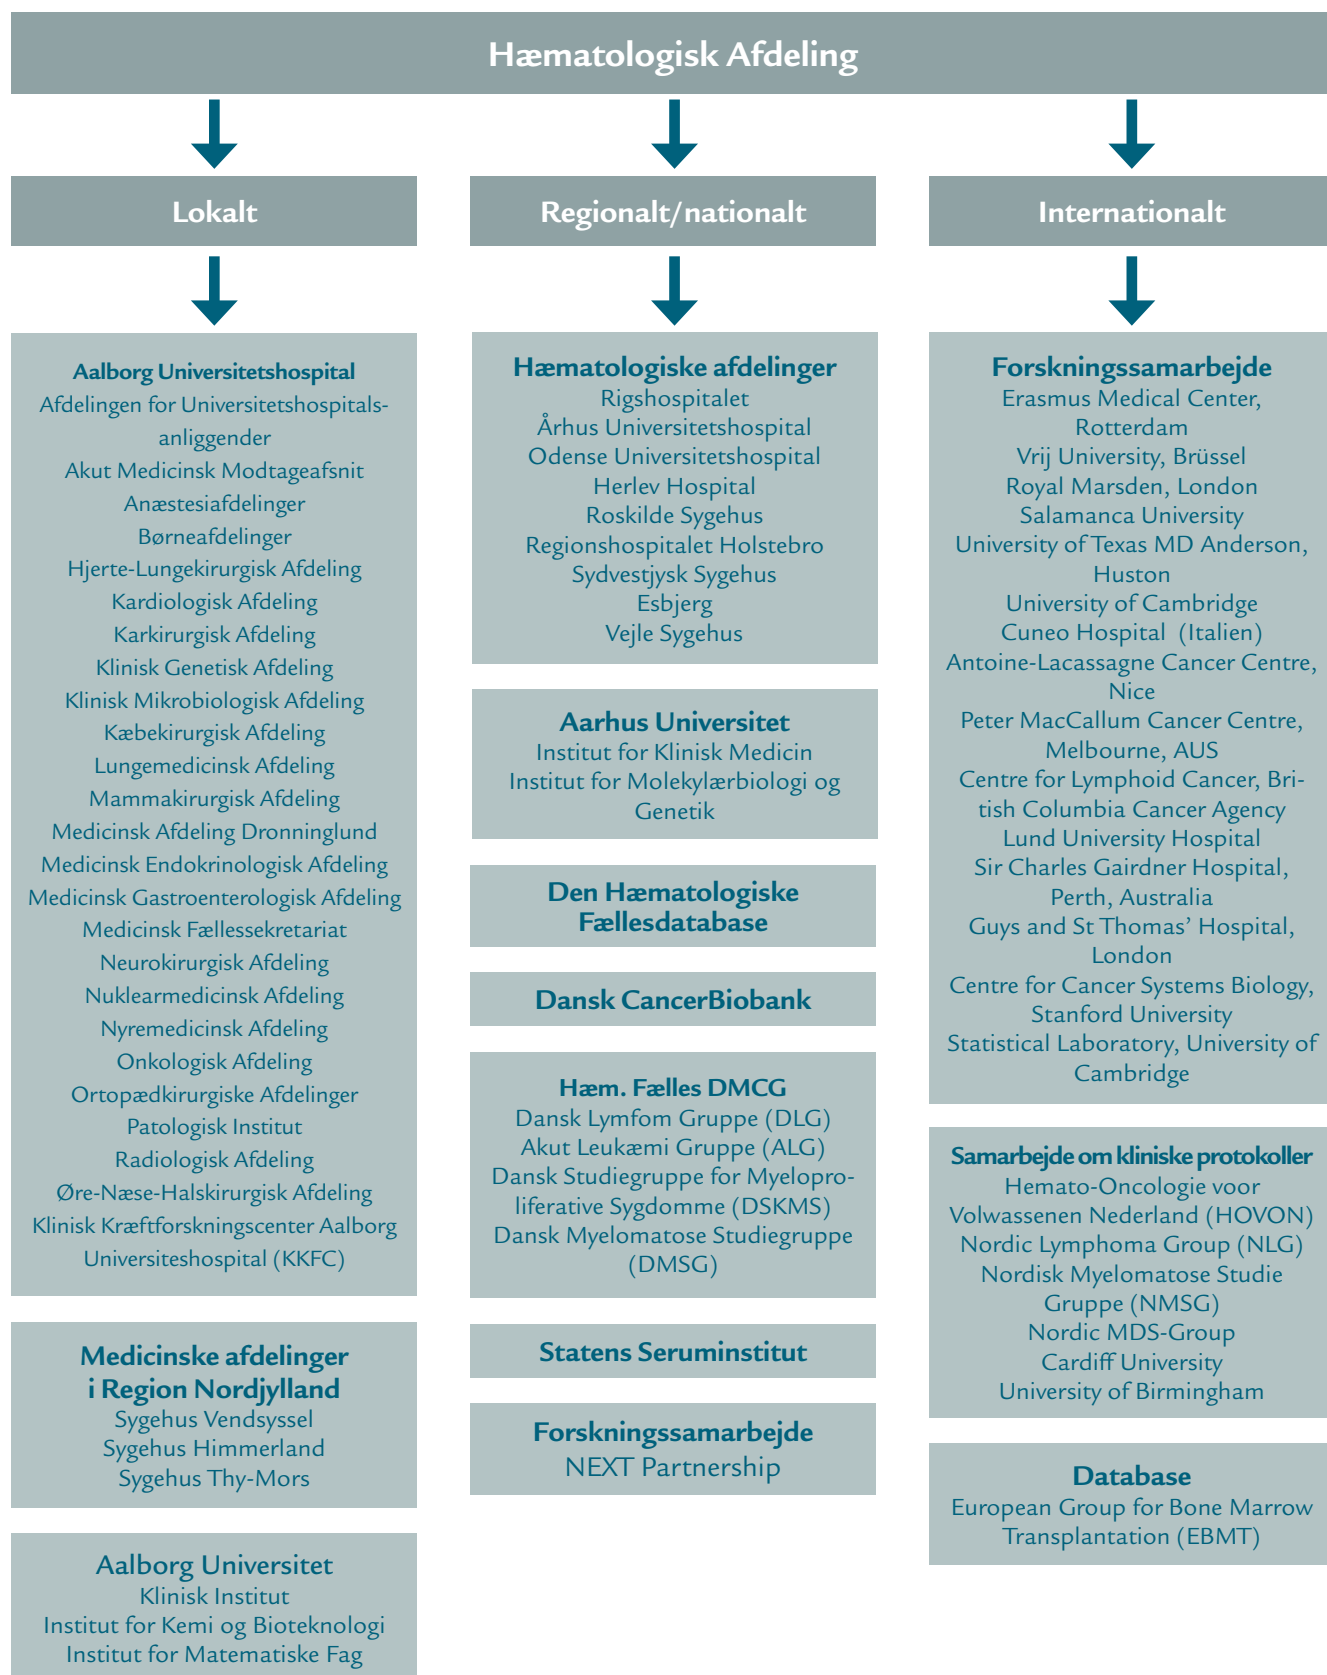 Hæmatologisk Afdeling
Lokalt
Aalborg Universitetshospital
Afdelingen for Universitetshospitals-
anliggender
Akut Medicinsk Modtageafsnit
Anæstesiafdelinger
Børneafdelinger
Hjerte-Lungekirurgisk Afdeling
Kardiologisk Afdeling
Karkirurgisk Afdeling
Klinisk Genetisk Afdeling
Klinisk Mikrobiologisk Afdeling
Kæbekirurgisk Afdeling
Lungemedicinsk Afdeling
Mammakirurgisk Afdeling
Medicinsk Afdeling Dronninglund
Medicinsk Endokrinologisk Afdeling
Medicinsk Gastroenterologisk Afdeling
Medicinsk Fællessekretariat
Neurokirurgisk Afdeling
Nuklearmedicinsk Afdeling
Nyremedicinsk Afdeling
Onkologisk Afdeling
Ortopædkirurgiske Afdelinger
Patologisk Institut
Radiologisk Afdeling
Øre-Næse-Halskirurgisk Afdeling
Klinisk Kræftforskningscenter Aalborg
Universiteshospital (KKFC)
Medicinske afdelinger
i Region Nordjylland
Sygehus Vendsyssel
Sygehus Himmerland
Sygehus Thy-Mors
Aalborg Universitet
Klinisk Institut
Institut for Kemi og Bioteknologi
Institut for Matematiske Fag
Regionalt/nationalt
Hæmatologiske afdelinger
Rigshospitalet
Århus Universitetshospital
Odense Universitetshospital
Herlev Hospital
Roskilde Sygehus
Regionshospitalet Holstebro
Sydvestjysk Sygehus
Esbjerg
Vejle Sygehus
Aarhus Universitet
Institut for Klinisk Medicin
Institut for Molekylærbiologi og
Genetik
Den Hæmatologiske
Fællesdatabase
Dansk CancerBiobank
Hæm. Fælles DMCG
Dansk Lymfom Gruppe (DLG)
Akut Leukæmi Gruppe (ALG)
Dansk Studiegruppe for Myelopro-
liferative Sygdomme (DSKMS)
Dansk Myelomatose Studiegruppe
(DMSG)
Statens Seruminstitut
Forskningssamarbejde
NEXT Partnership
Internationalt
Forskningssamarbejde
Erasmus Medical Center,
Rotterdam
Vrij University, Brüssel
Royal Marsden, London
Salamanca University
University of Texas MD Anderson,
Huston
University of Cambridge
Cuneo Hospital (Italien)
Antoine-Lacassagne Cancer Centre,
Nice
Peter MacCallum Cancer Centre,
Melbourne, AUS
Centre for Lymphoid Cancer, Bri-
tish Columbia Cancer Agency
Lund University Hospital
Sir Charles Gairdner Hospital,
Perth, Australia
Guys and St Thomas’ Hospital,
London
Centre for Cancer Systems Biology,
Stanford University
Statistical Laboratory, University of
Cambridge
Samarbejde om kliniske protokoller
Hemato-Oncologie voor
Volwassenen Nederland (HOVON)
Nordic Lymphoma Group (NLG)
Nordisk Myelomatose Studie
Gruppe (NMSG)
Nordic MDS-Group
Cardiff University
University of Birmingham
Database
European Group for Bone Marrow
Transplantation (EBMT)